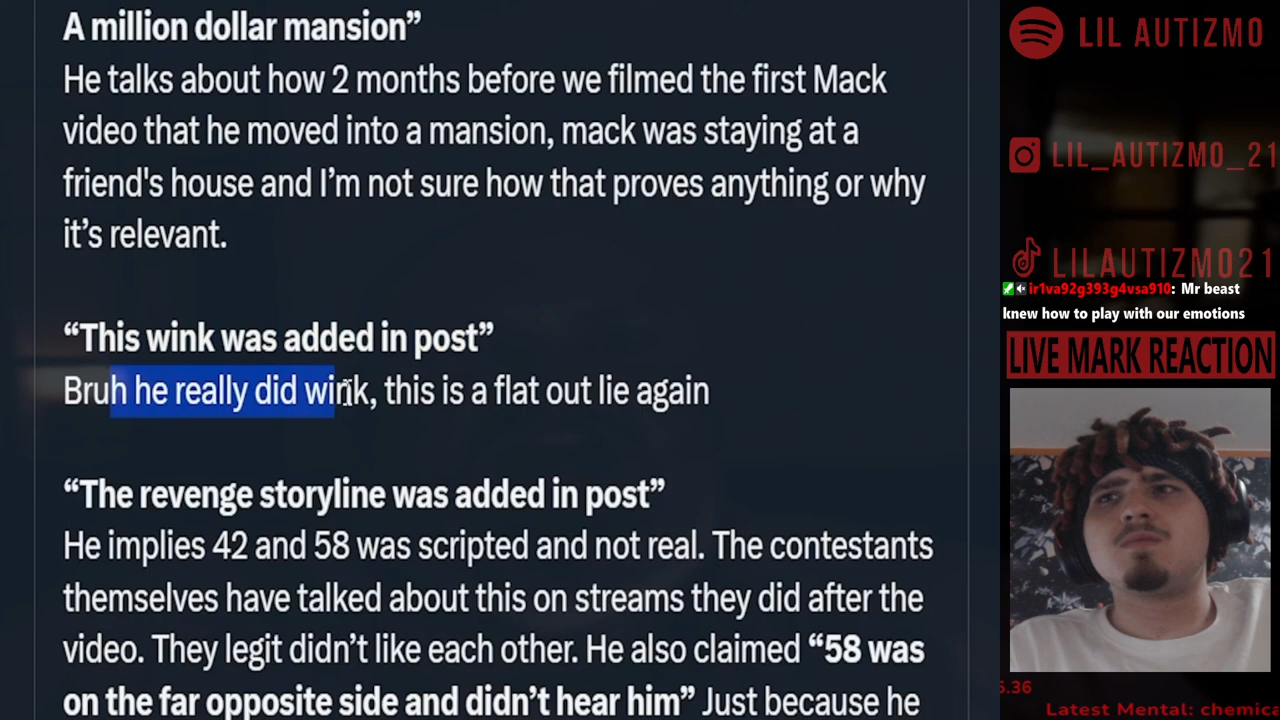 A million dollar mansion”
He talks about how 2 months before we filmed the first Mack
video that he moved into a mansion, mack was staying at a
friend's house and I’m not sure how that proves anything or why
it’s relevant.
“This wink was added in post”
Bruh he really did wink, this is a flat out lie again
“The revenge storyline was added in post”
He implies 42 and 58 was scripted and not real. The contestants
themselves have talked about this on streams they did after the
video. They legit didn’t like each other. He also claimed “58 was
on the far opposite side and didn’t hear him” Just because he
LIL AUTIZMO
LIL_AUTIZMO_21
LILAUTIZMO21
ir1va92g393g4vsa910: Mr beast
knew how to play with our emotions
LIVE MARK REACTION
5.36
Latest Mental: chemica